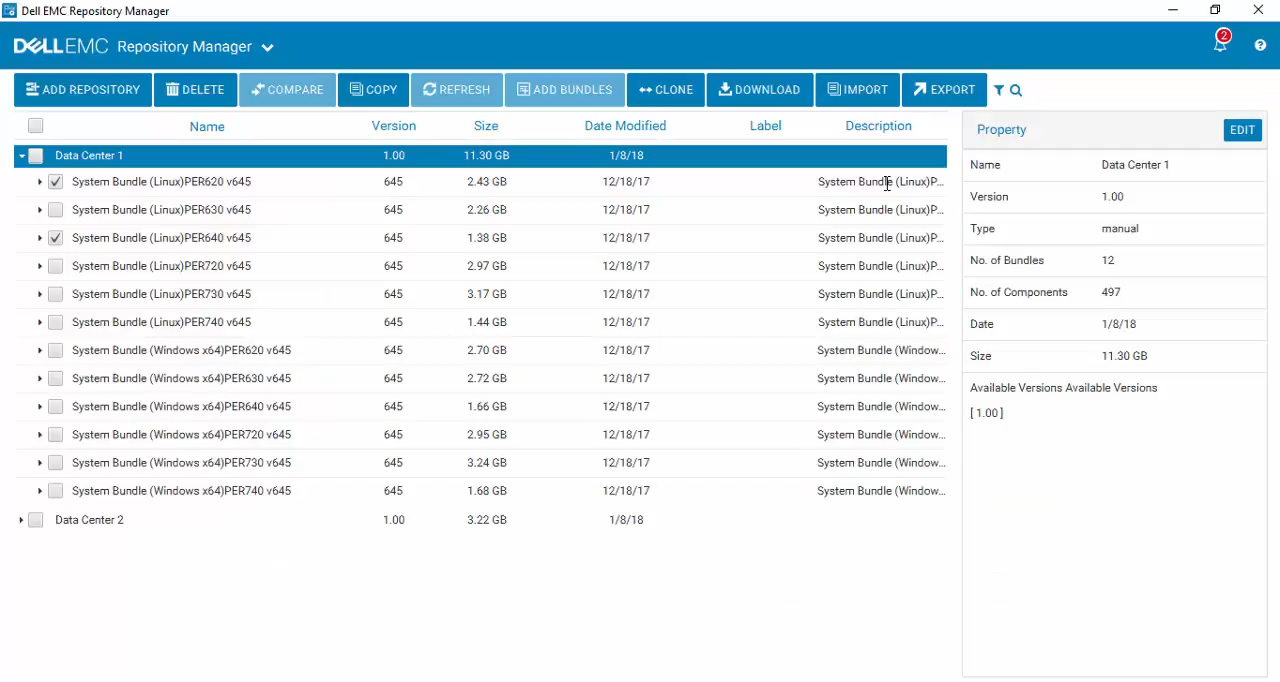 Dell EMC Repository Manager
DELLEMC Repository Manager
2
?
ADD REPOSITORY DELETE COMPARE COPY REFRESH ADD BUNDLES CLONE DOWNLOAD IMPORT EXPORT
Name Version Size Date Modified Label Description
Data Center 1 1.00 11.30 GB 1/8/18
System Bundle (Linux)PER620 v645 645 2.43 GB 12/18/17 System Bundle (Linux)P...
System Bundle (Linux)PER630 v645 645 2.26 GB 12/18/17 System Bundle (Linux)P...
System Bundle (Linux)PER640 v645 645 1.38 GB 12/18/17 System Bundle (Linux)P...
System Bundle (Linux)PER720 v645 645 2.97 GB 12/18/17 System Bundle (Linux)P...
System Bundle (Linux)PER730 v645 645 3.17 GB 12/18/17 System Bundle (Linux)P...
System Bundle (Linux)PER740 v645 645 1.44 GB 12/18/17 System Bundle (Linux)P...
System Bundle (Windows x64)PER620 v645 645 2.70 GB 12/18/17 System Bundle (Window...
System Bundle (Windows x64)PER630 v645 645 2.72 GB 12/18/17 System Bundle (Window...
System Bundle (Windows x64)PER640 v645 645 1.66 GB 12/18/17 System Bundle (Window...
System Bundle (Windows x64)PER720 v645 645 2.95 GB 12/18/17 System Bundle (Window...
System Bundle (Windows x64)PER730 v645 645 3.24 GB 12/18/17 System Bundle (Window...
System Bundle (Windows x64)PER740 v645 645 1.68 GB 12/18/17 System Bundle (Window...
Data Center 2 1.00 3.22 GB 1/8/18
Property EDIT
Name Data Center 1
Version 1.00
Type manual
No. of Bundles 12
No. of Components 497
Date 1/8/18
Size 11.30 GB
Available Versions Available Versions
[ 1.00 ]